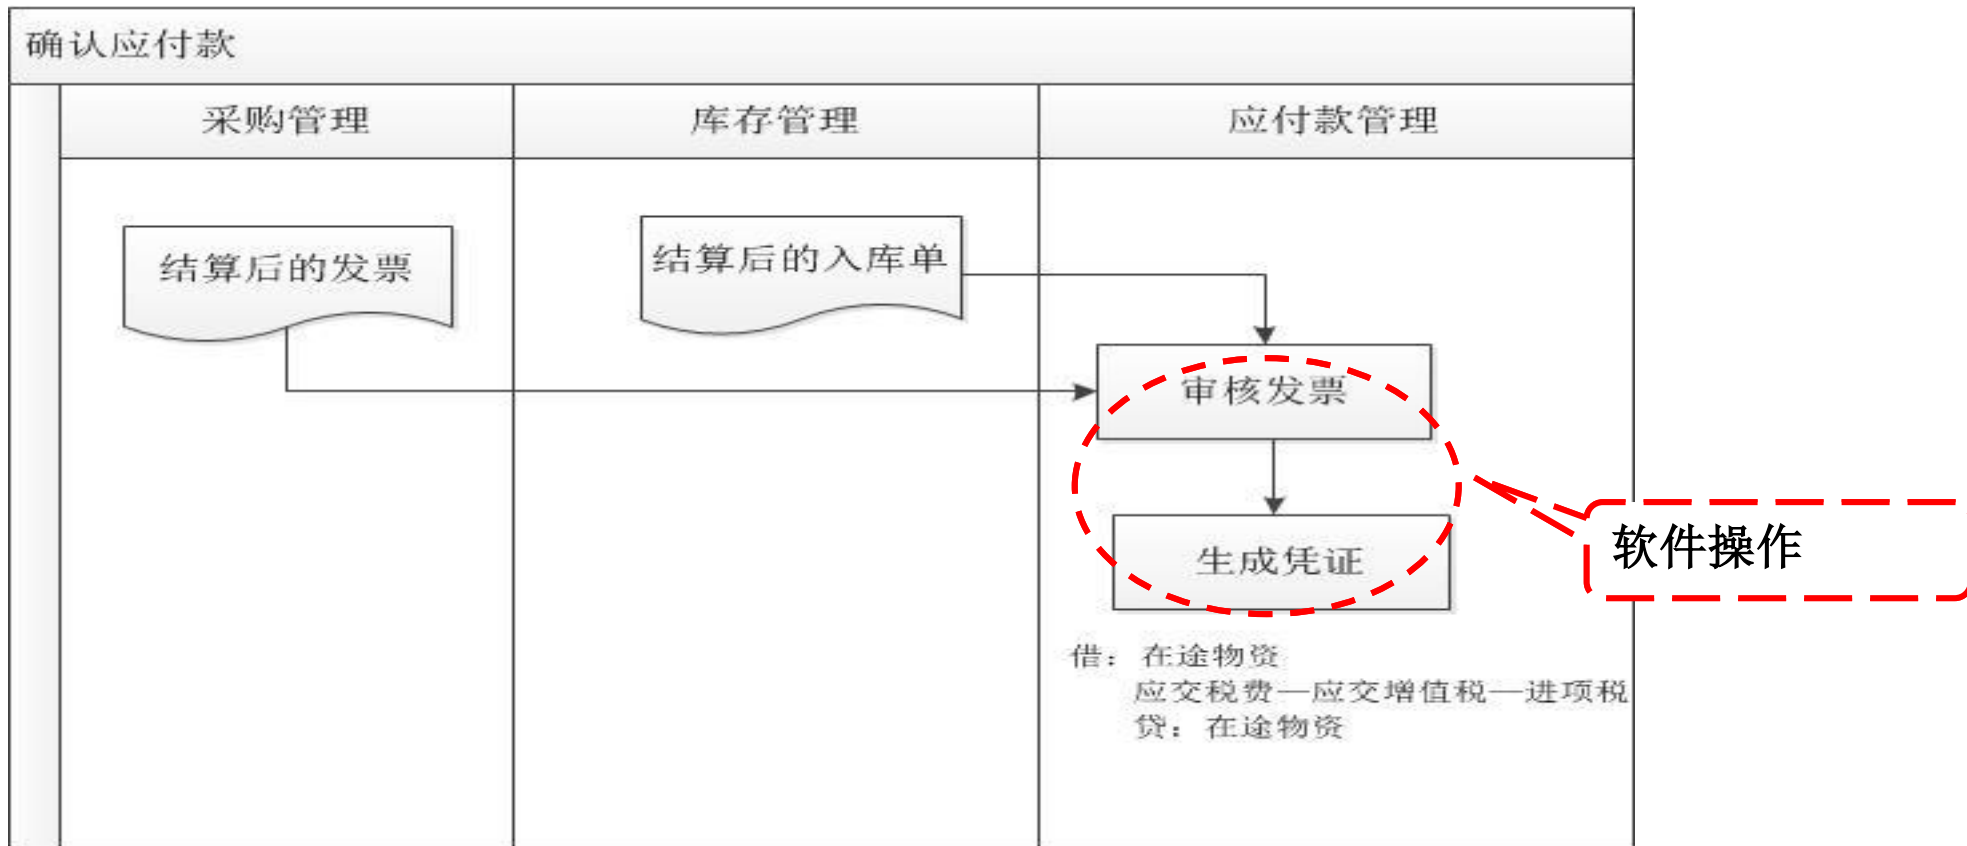 确认应付款
采购管理
库存管理
应付款管理
结算后的发票
结算后的入库单
审核发票
生成凭证
软件操作
借：在途物资
应交税费—应交增值税—进项税
贷：在途物资